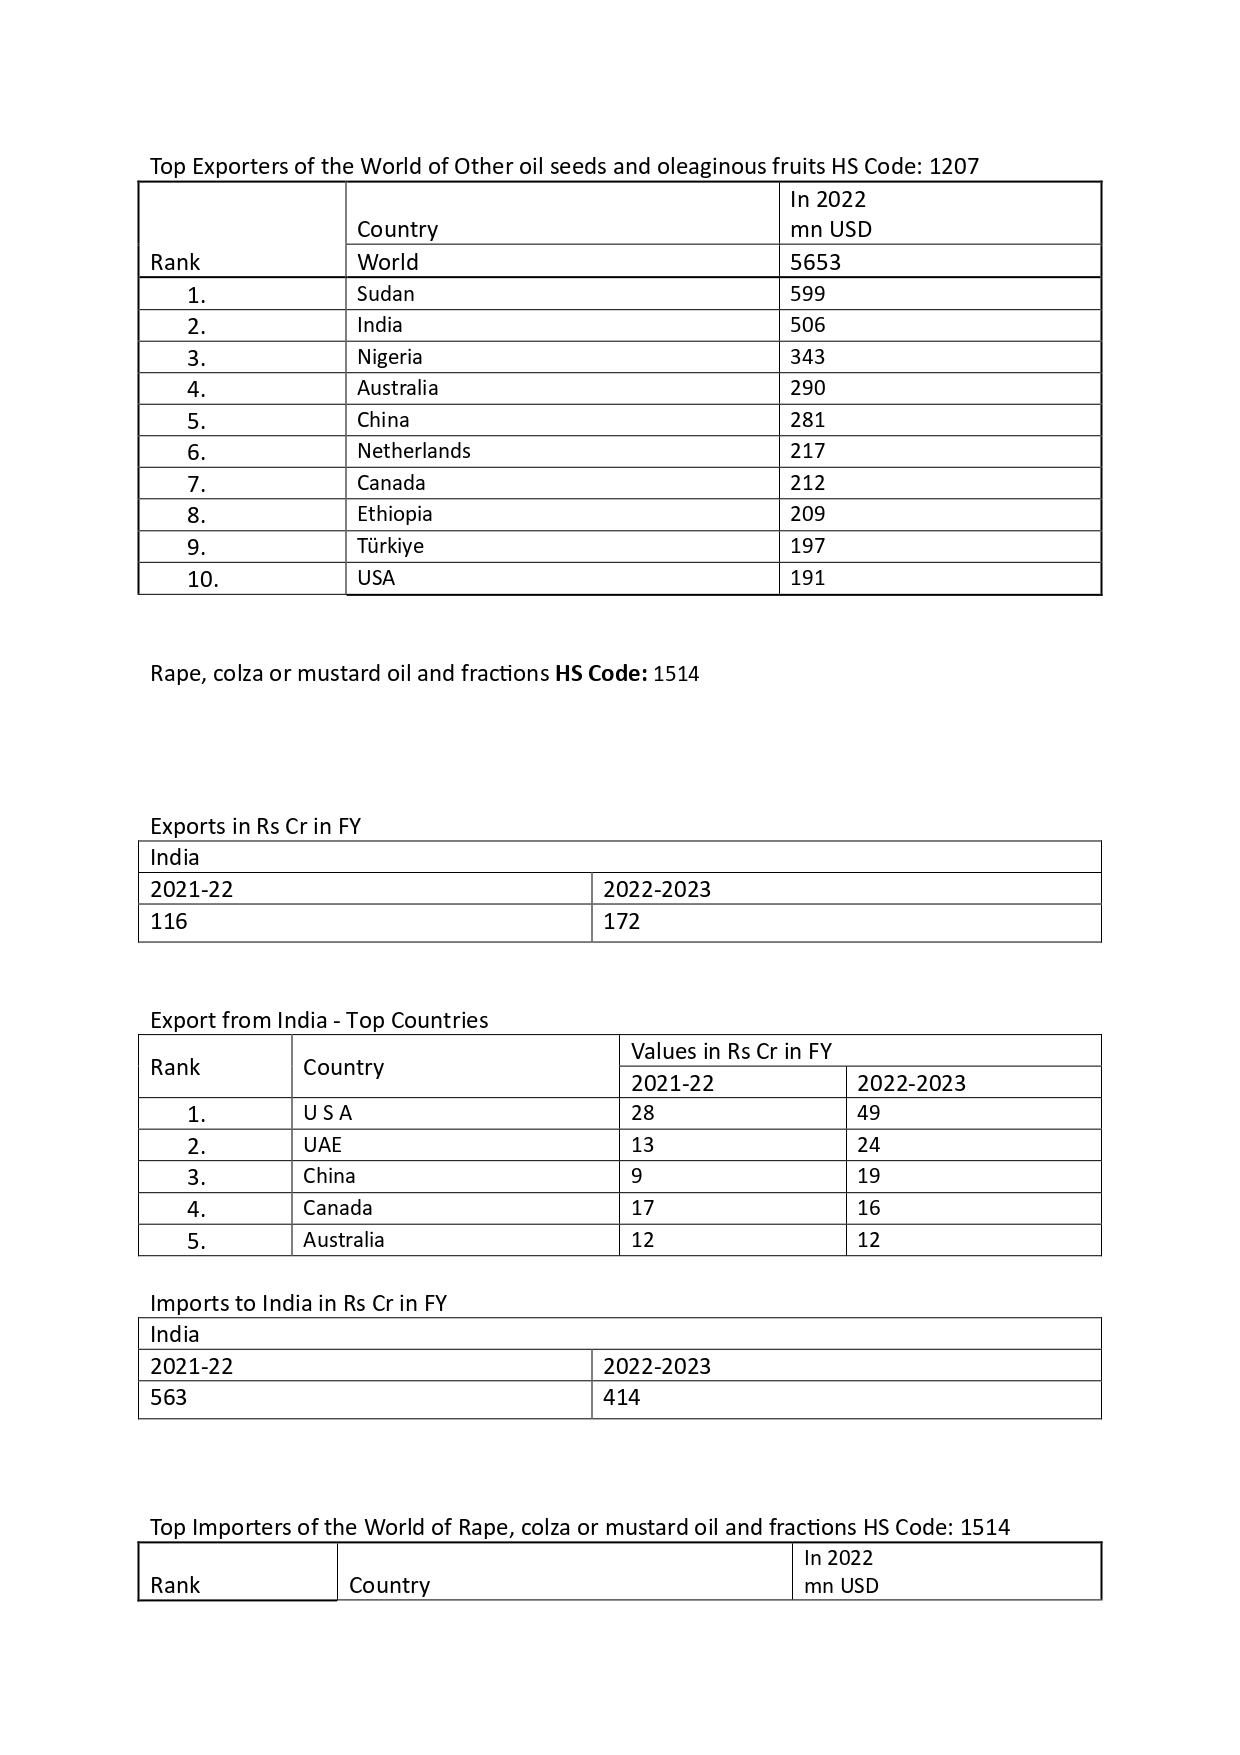 Top Exporters of the World of Other oil seeds and oleaginous fruits HS Code: 1207
Rank Country In 2022 mn USD
World 5653
1. Sudan 599
2. India 506
3. Nigeria 343
4. Australia 290
5. China 281
6. Netherlands 217
7. Canada 212
8. Ethiopia 209
9. Türkiye 197
10. USA 191
Rape, colza or mustard oil and fractions HS Code: 1514
Exports in Rs Cr in FY
India
2021-22 2022-2023
116 172
Export from India - Top Countries
Rank Country Values in Rs Cr in FY
2021-22 2022-2023
1. U S A 28 49
2. UAE 13 24
3. China 9 19
4. Canada 17 16
5. Australia 12 12
Imports to India in Rs Cr in FY
India
2021-22 2022-2023
563 414
Top Importers of the World of Rape, colza or mustard oil and fractions HS Code: 1514
Rank Country In 2022 mn USD